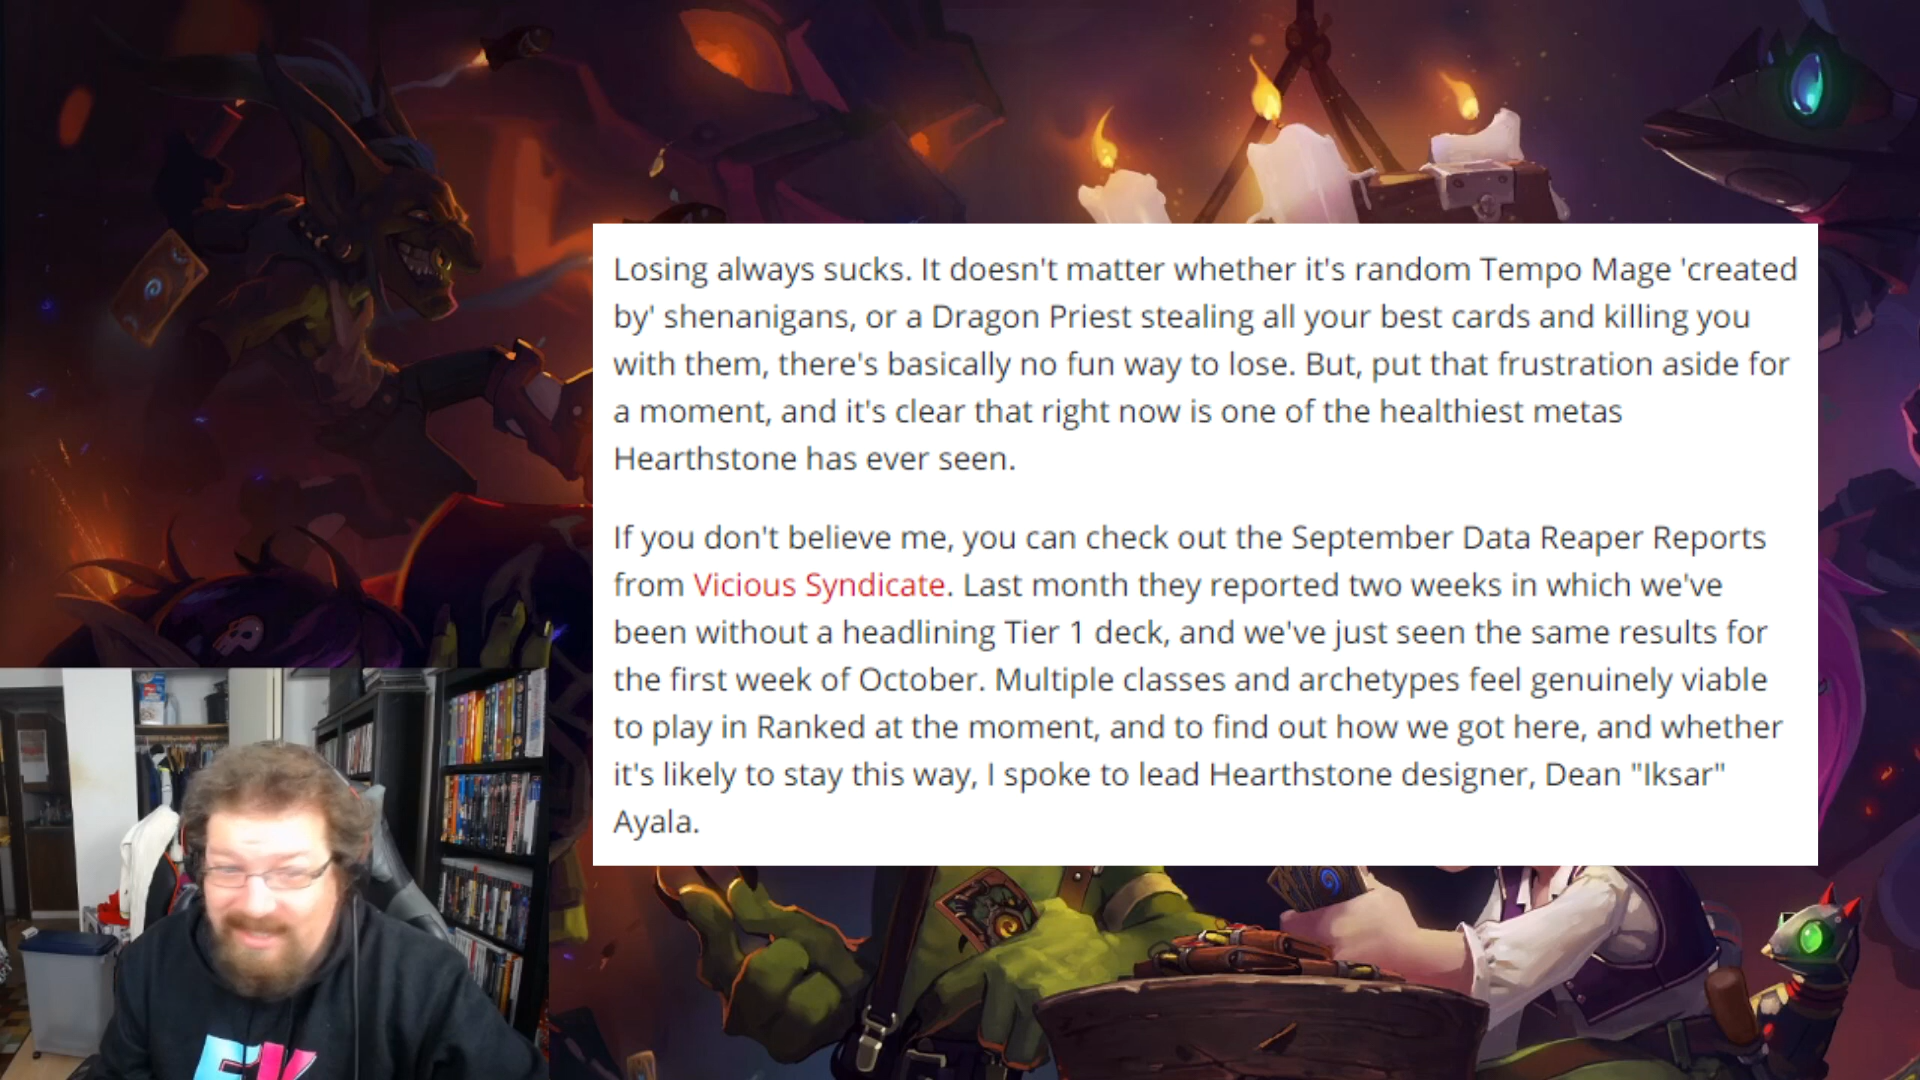 Losing always sucks. It doesn't matter whether it's random Tempo Mage 'created
by' shenanigans, or a Dragon Priest stealing all your best cards and killing you
with them, there's basically no fun way to lose. But, put that frustration aside for
a moment, and it's clear that right now is one of the healthiest metas
Hearthstone has ever seen.
If you don't believe me, you can check out the September Data Reaper Reports
from Vicious Syndicate. Last month they reported two weeks in which we've
been without a headlining Tier 1 deck, and we've just seen the same results for
the first week of October. Multiple classes and archetypes feel genuinely viable
to play in Ranked at the moment, and to find out how we got here, and whether
it's likely to stay this way, I spoke to lead Hearthstone designer, Dean "Iksar"
Ayala.